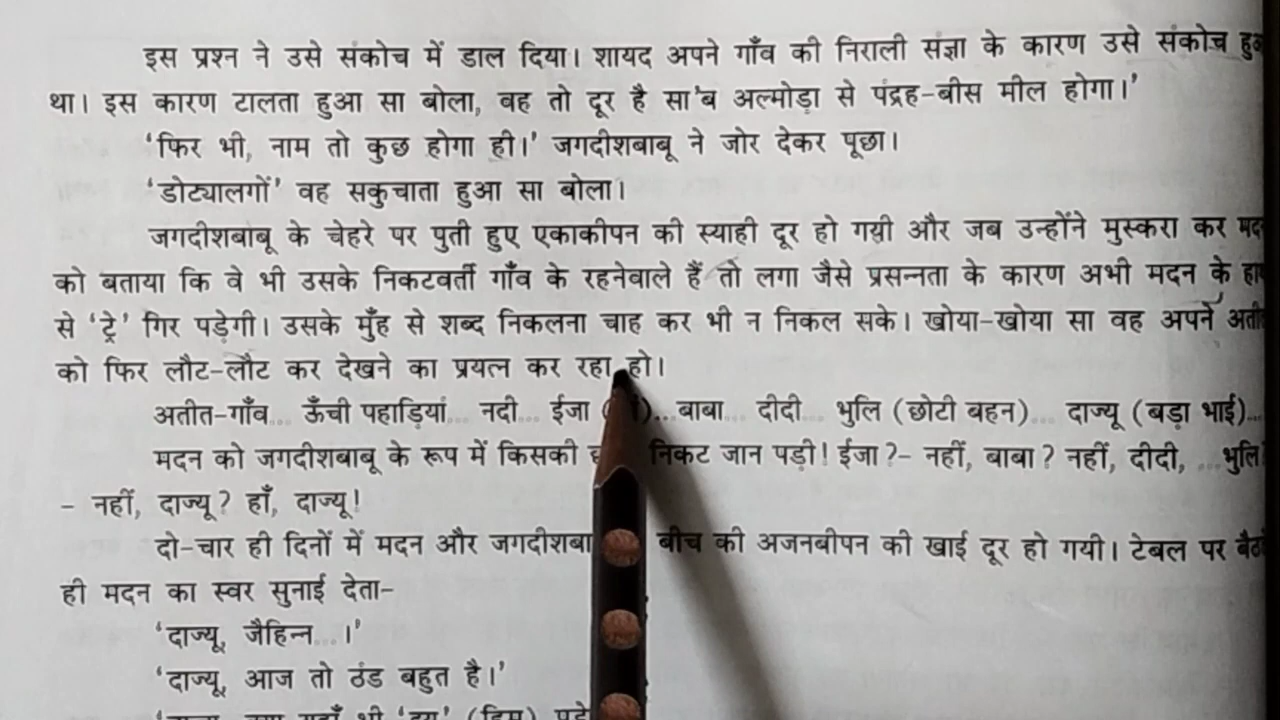 इस प्रश्न ने उसे संकोच में डाल दिया। शायद अपने गाँव की निराली संज्ञा के कारण उसे संकोच
था। इस कारण टालता हुआ सा बोला, वह तो दूर है सा'ब अल्मोड़ा से पंद्रह-बीस मील होगा।'
'फिर भी, नाम तो कुछ होगा ही।' जगदीशबाबू ने जोर देकर पूछा।
'डोट्यालगों' वह सकुचाता हुआ सा बोला।
जगदीशबाबू के चेहरे पर पुती हुए एकाकीपन की स्याही दूर हो गयी और जब उन्होंने मुस्करा कर
को बताया कि वे भी उसके निकटवर्ती गाँव के रहनेवाले हैं तो लगा जैसे प्रसन्नता के कारण अभी मदन के
से 'ट्रे' गिर पड़ेगी। उसके मुँह से शब्द निकलना चाह कर भी न निकल सके। खोया-खोया सा वह अपने
को फिर लौट-लौट कर देखने का प्रयत्न कर रहा हो।
अतीत-गाँव... ऊँची पहाड़ियां... नदी... ईजा ...बाबा... दीदी... भुलि (छोटी बहन)... दाज्यू (बड़ा भाई)...
मदन को जगदीशबाबू के रूप में किसकी निकट जान पड़ी! ईजा?- नहीं, बाबा? नहीं, दीदी, ...भुलि
- नहीं, दाज्यू? हाँ, दाज्यू!
दो-चार ही दिनों में मदन और बीच की अजनबीपन की खाई दूर हो गयी। टेबल पर
ही मदन का स्वर सुनाई देता-
'दाज्यू, जैहिन्न...।'
'दाज्यू, आज तो ठंड बहुत है।'